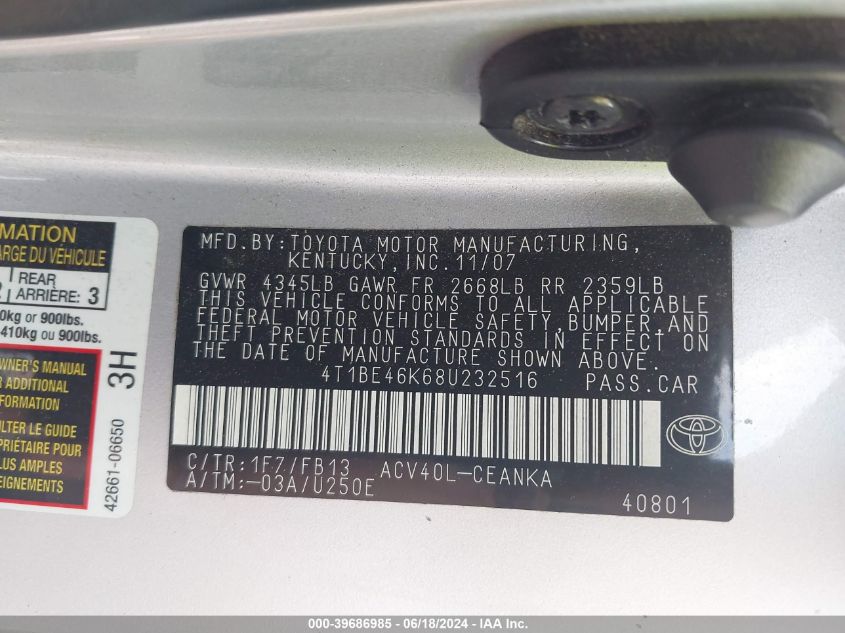 MATION
ARGE DU VÉHICULE
REAR
ARRIÈRE: 3
0kg or 900lbs.
410kg ou 900lbs.
OWNER'S MANUAL
R ADDITIONAL
FORMATION
LTER LE GUIDE
PRIÉTAIRE POUR
LUS AMPLES
EIGNEMENTS
3H
42661-06650
MFD.BY:TOYOTA MOTOR MANUFACTURING,
KENTUCKY,INC.11/07
GVWR 4345LB GAWR FR 2668LB RR 2359LB
THIS VEHICLE CONFORMS TO ALL APPLICABLE
FEDERAL MOTOR VEHICLE SAFETY,BUMPER,AND
THEFT PREVENTION STANDARDS IN EFFECT ON
THE DATE OF MANUFACTURE SHOWN ABOVE.
4T1BE46K68U232516 PASS.CAR
C/TR:1F7/FB13 ACV40L-CEANKA
A/TM:-03A/U250E
40801
000-39686985 - 06/18/2024 - IAA Inc.